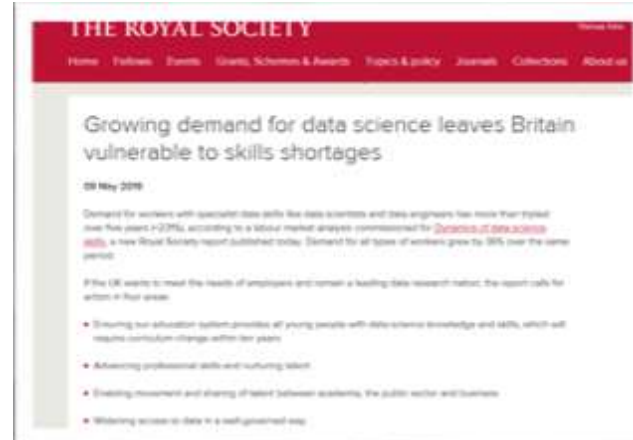 THE ROYAL SOCIETY
Home Fellows Events Grants, Schemes & Awards Topics & policy Journals Collections About us
Growing demand for data science leaves Britain
vulnerable to skills shortages
09 May 2019
Demand for workers with specialist data skills like data scientists and data engineers has more than tripled
over five years (+231%), according to a labour market analysis commissioned for Dynamics of data science
skills, a new Royal Society report published today. Demand for all types of workers grew by 36% over the same
period.
If the UK wants to meet the needs of employers and remain a leading data research nation, the report calls for
action in four areas:
• Ensuring our education system provides all young people with data science knowledge and skills, which will
require curriculum change within ten years
• Advancing professional skills and nurturing talent
• Enabling movement and sharing of talent between academia, the public sector and business
• Widening access to data in a well-governed way